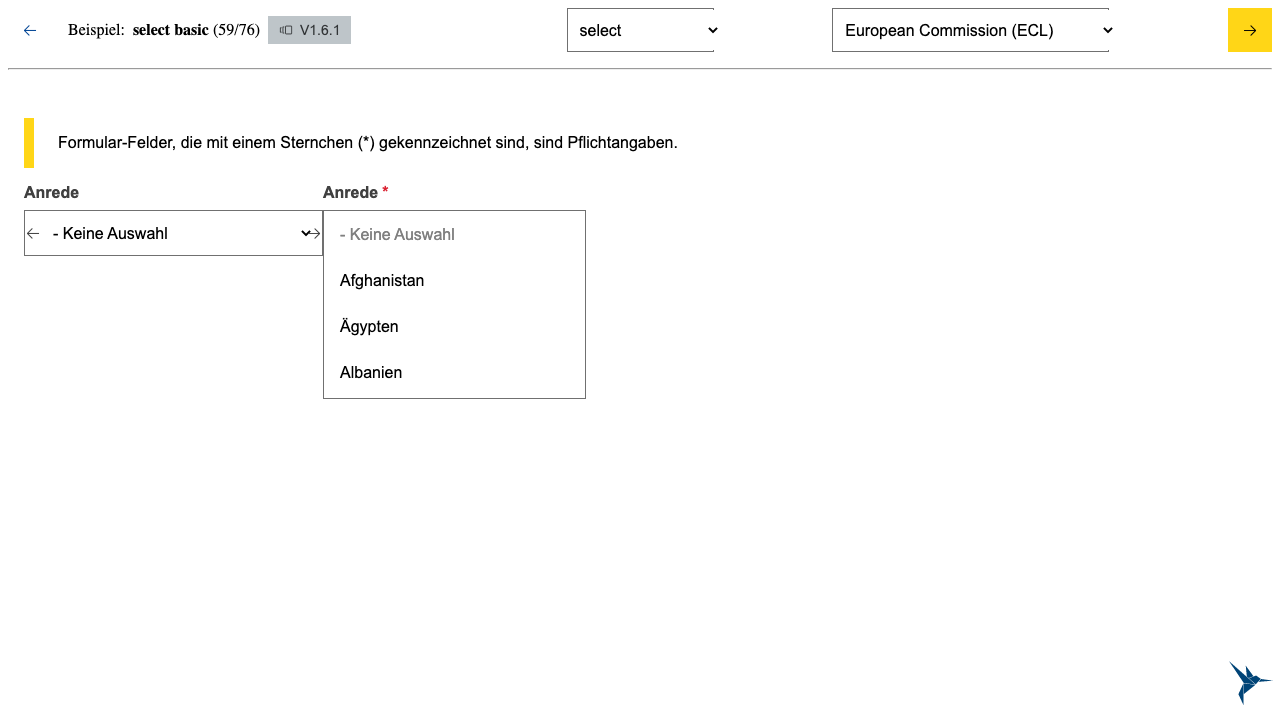 Beispiel: select basic (59/76) V1.6.1 select European Commission (ECL)
Formular-Felder, die mit einem Sternchen (*) gekennzeichnet sind, sind Pflichtangaben.
Anrede Anrede *
- Keine Auswahl - Keine Auswahl
Afghanistan
Ägypten
Albanien